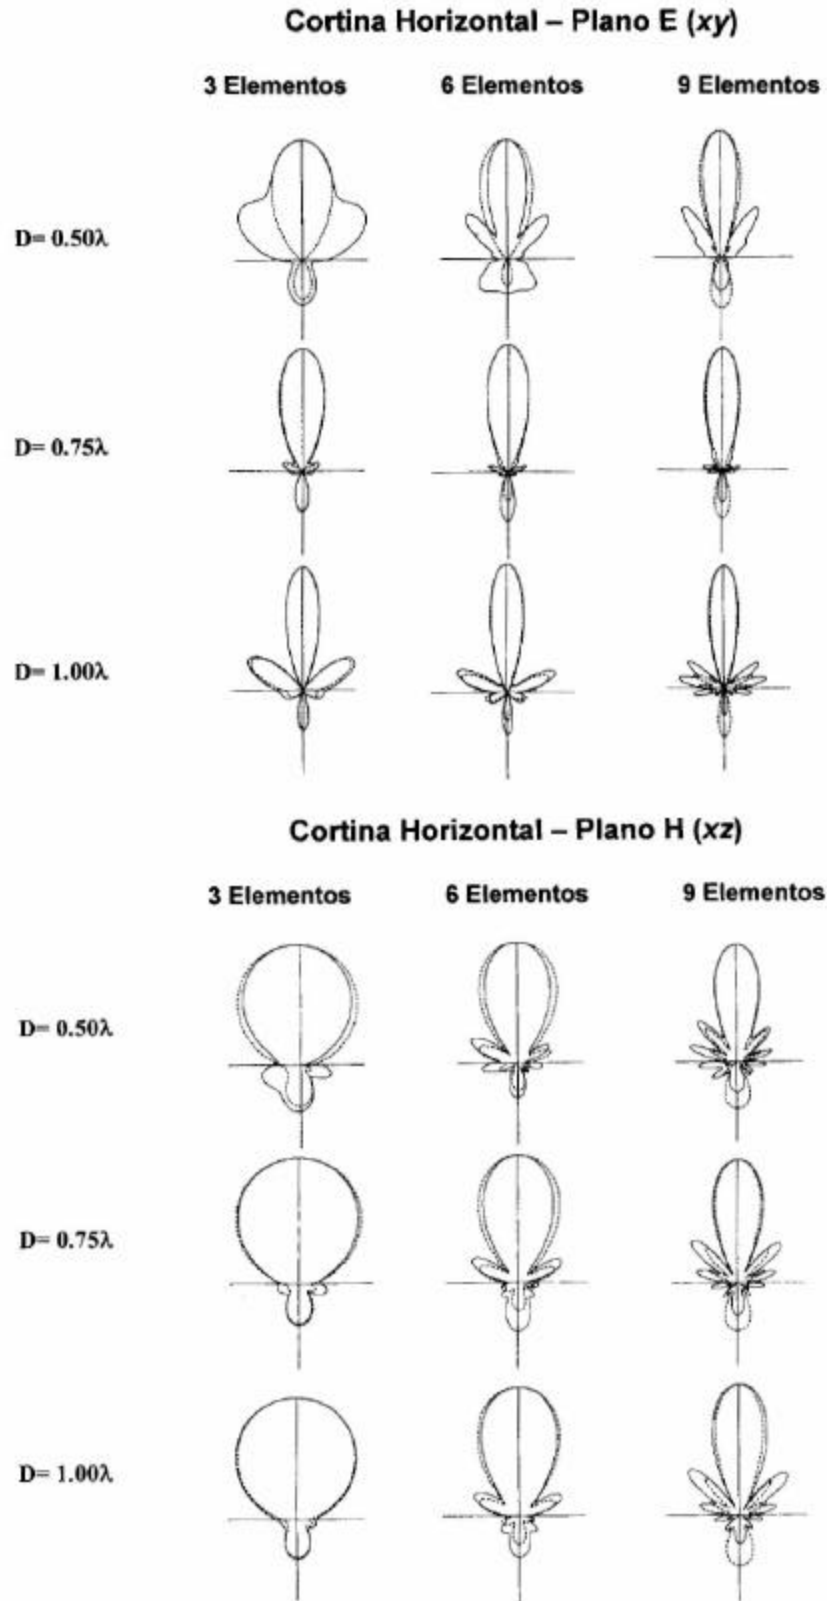 Cortina Horizontal – Plano E (xy)
3 Elementos 6 Elementos 9 Elementos
D= 0.50λ
D= 0.75λ
D= 1.00λ
Cortina Horizontal – Plano H (xz)
3 Elementos 6 Elementos 9 Elementos
D= 0.50λ
D= 0.75λ
D= 1.00λ